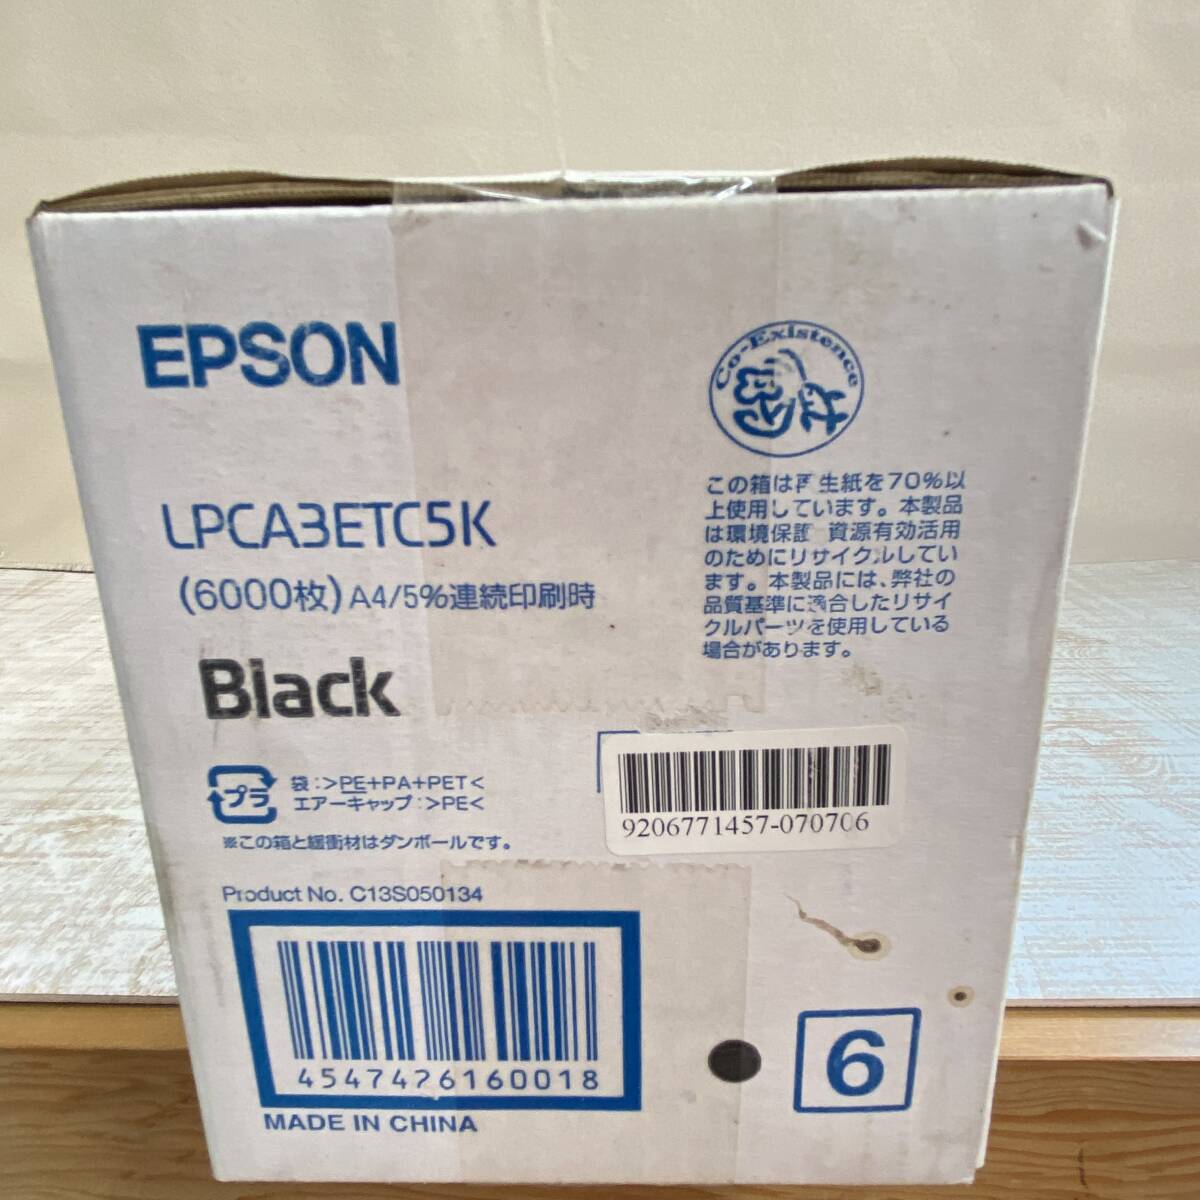 EPSON
LPCA3ETC5K
(6000枚) A4/5%連続印刷時
Black
プラ
袋:>PE+PA+PET<
エアーキャップ:>PE<
※この箱と緩衝材はダンボールです。
Product No. C13S050134
4547426160018
MADE IN CHINA
Co-Existence
この箱は再生紙を70%以
上使用しています。本製品
は環境保護 資源有効活用
のためにリサイクルしてい
ます。本製品には、弊社の
品質基準に適合したリサイ
クルパーツを使用している
場合があります。
9206771457-070706
6